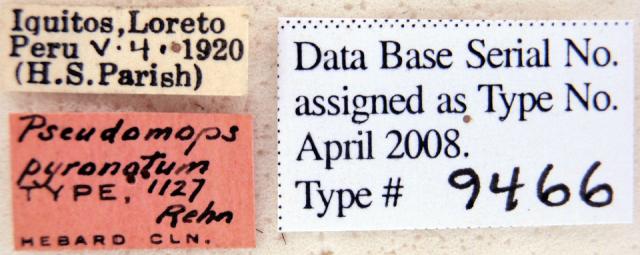 Iquitos, Loreto
Peru V. 4. 1920
(H.S.Parish)
Pseudomops
pyronotum
TYPE, 1127
Rehn
HEBARD CLN.
Data Base Serial No.
assigned as Type No.
April 2008.
Type # 9466